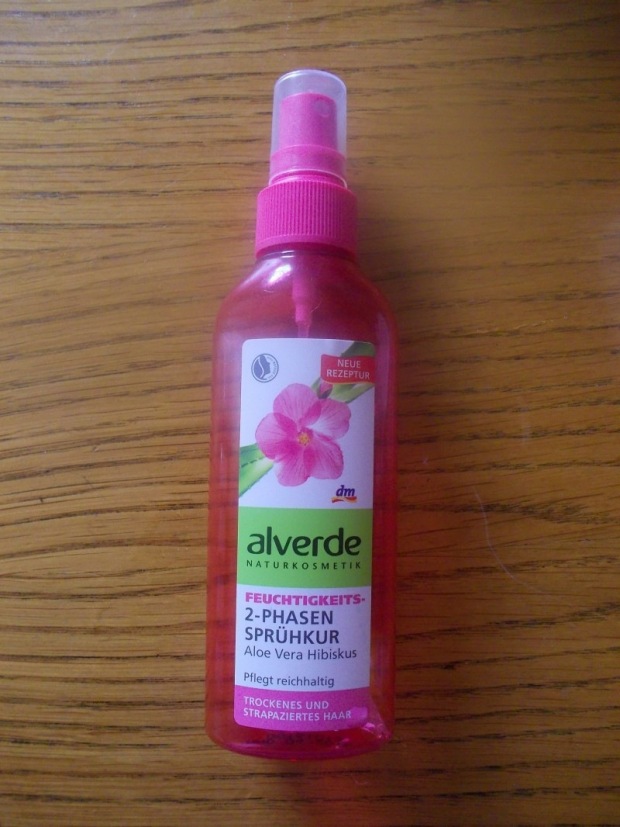 NEUE
REZEPTUR
dm
alverde
NATURKOSMETIK
FEUCHTIGKEITS-
2-PHASEN
SPRÜHKUR
Aloe Vera Hibiskus
Pflegt reichhaltig
TROCKENES UND
STRAPAZIERTES HAAR